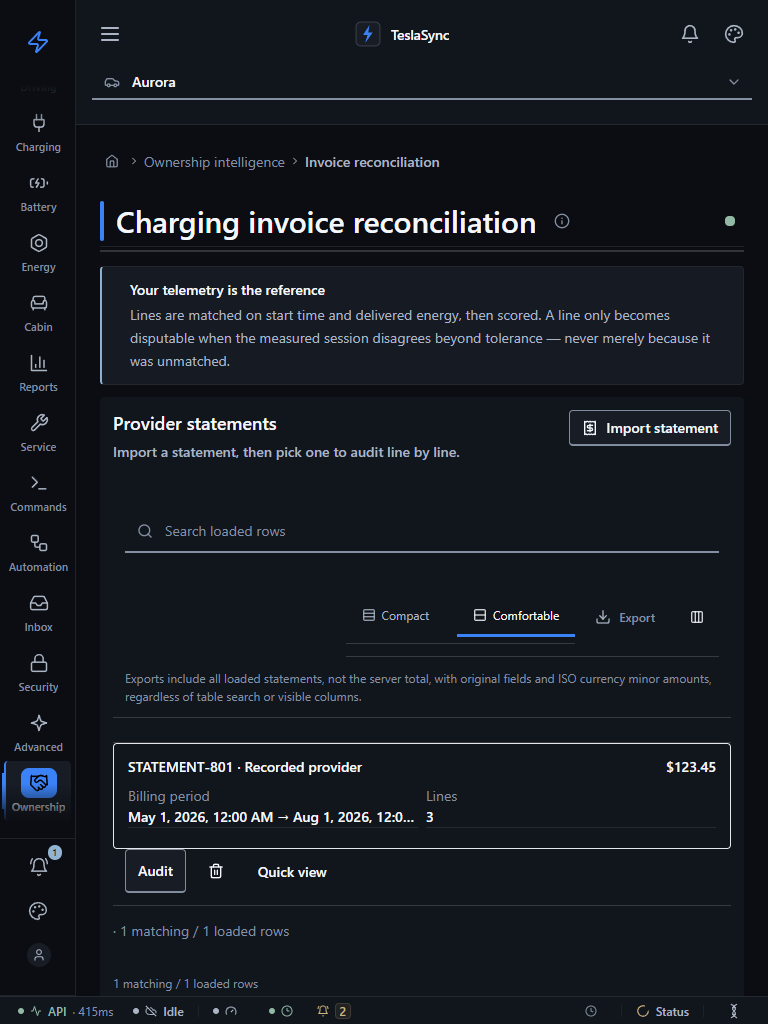 TeslaSync
Aurora
Charging
Battery
Energy
Cabin
Reports
Service
Commands
Automation
Inbox
Security
Advanced
Ownership
1
Ownership intelligence
Invoice reconciliation
Charging invoice reconciliation
Your telemetry is the reference
Lines are matched on start time and delivered energy, then scored. A line only becomes
disputable when the measured session disagrees beyond tolerance — never merely because it
was unmatched.
Provider statements
Import statement
Import a statement, then pick one to audit line by line.
Search loaded rows
Compact
Comfortable
Export
Exports include all loaded statements, not the server total, with original fields and ISO currency minor amounts,
regardless of table search or visible columns.
STATEMENT-801 · Recorded provider
$123.45
Billing period
Lines
May 1, 2026, 12:00 AM → Aug 1, 2026, 12:0...
3
Audit
Quick view
· 1 matching / 1 loaded rows
1 matching / 1 loaded rows
API · 415ms
Idle
2
Status